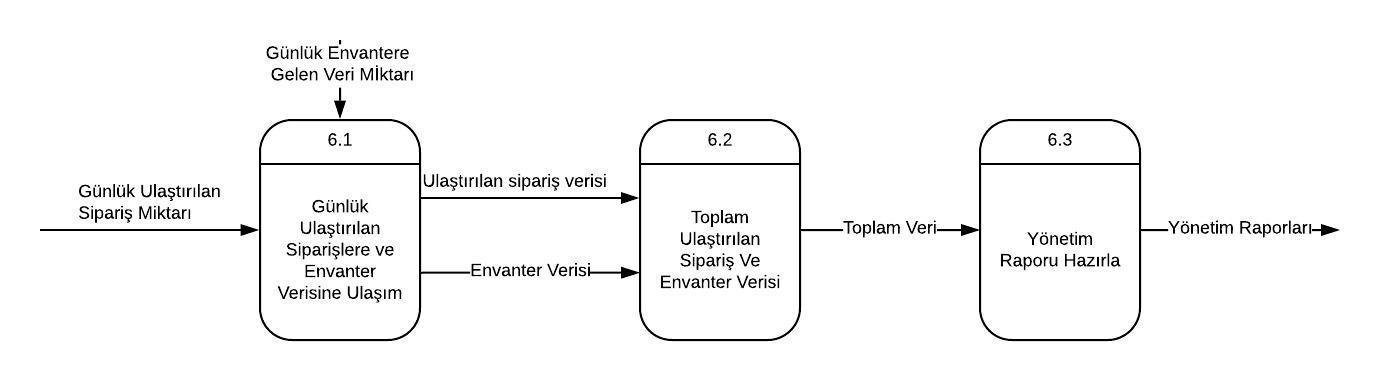 Günlük Envantere
Gelen Veri Mİktarı
6.1
6.2
6.3
Günlük Ulaştırılan
Sipariş Miktarı
Günlük
Ulaştırılan
Siparişlere ve
Envanter
Verisine Ulaşım
Ulaştırılan sipariş verisi
Envanter Verisi
Toplam
Ulaştırılan
Sipariş Ve
Envanter Verisi
Toplam Veri
Yönetim
Raporu Hazırla
Yönetim Raporları